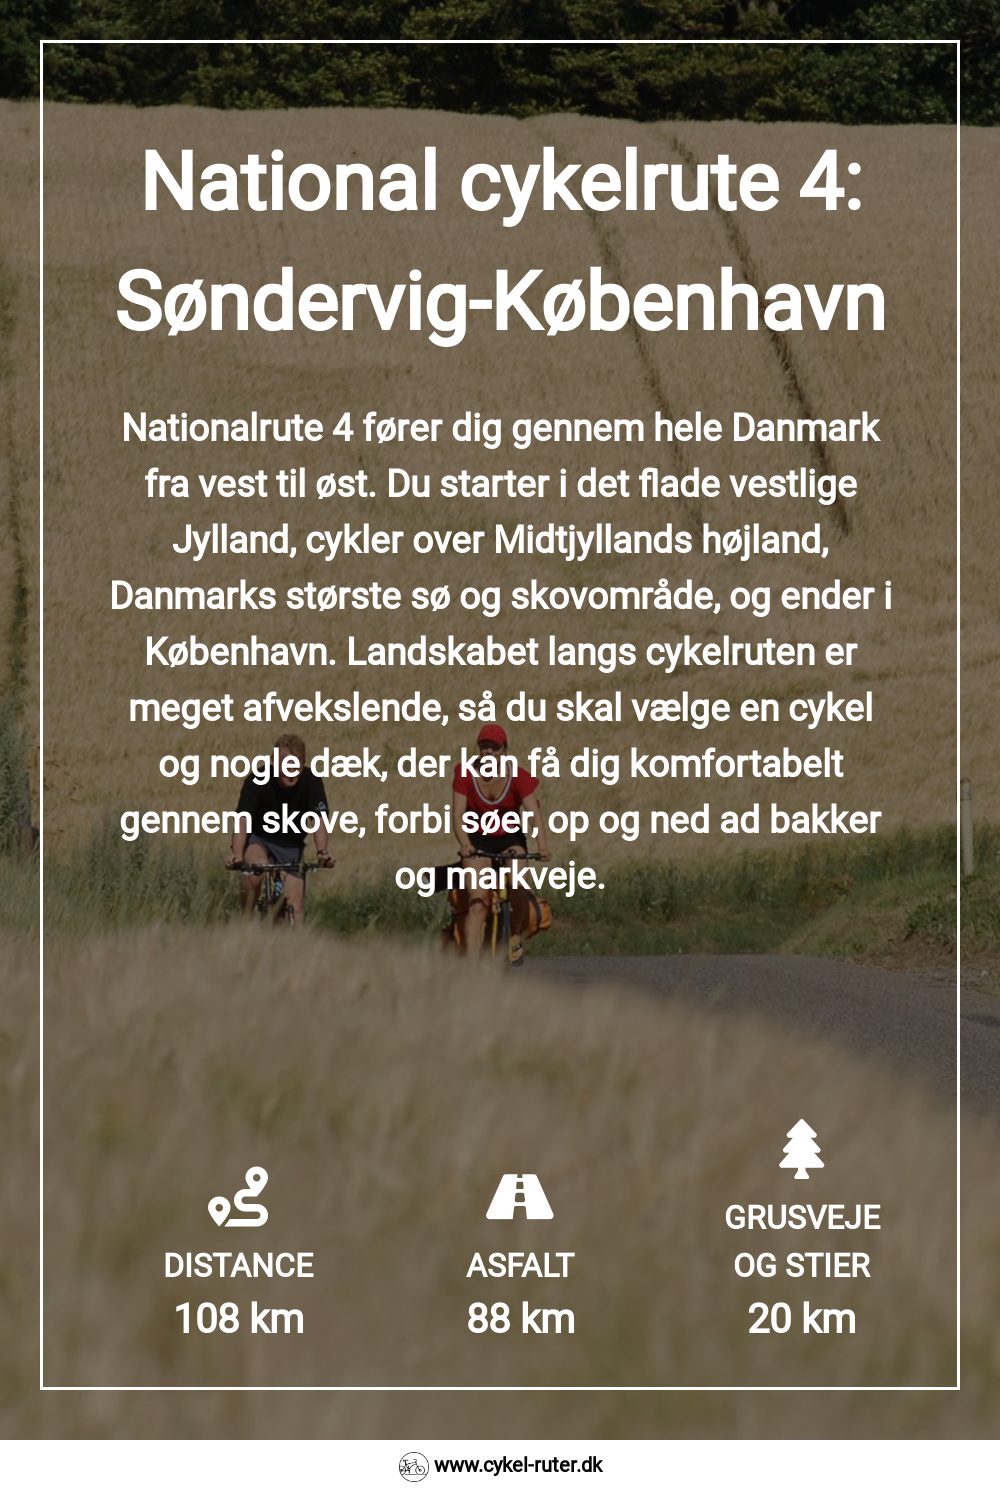 National cykelrute 4:
Søndervig-København
Nationalrute 4 fører dig gennem hele Danmark
fra vest til øst. Du starter i det flade vestlige
Jylland, cykler over Midtjyllands højland,
Danmarks største sø og skovområde, og ender i
København. Landskabet langs cykelruten er
meget afvekslende, så du skal vælge en cykel
og nogle dæk, der kan få dig komfortabelt
gennem skove, forbi søer, op og ned ad bakker
og markveje.
DISTANCE
108 km
ASFALT
88 km
GRUSVEJE
OG STIER
20 km
www.cykel-ruter.dk